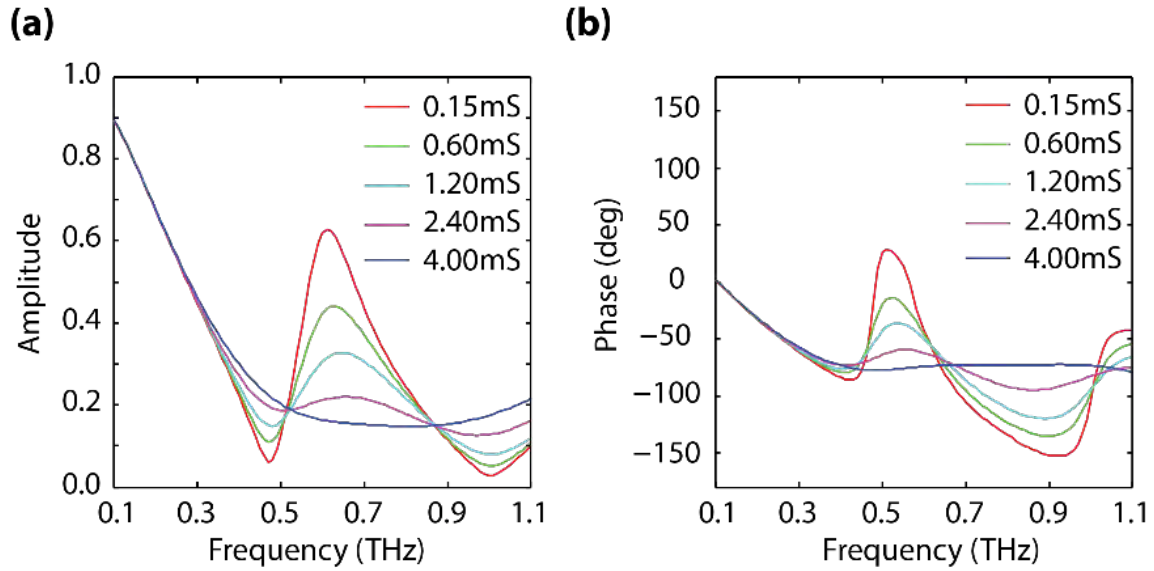 (a)
1.0
0.8
0.6
0.4
0.2
0.0
Amplitude
0.15mS
0.60mS
1.20mS
2.40mS
4.00mS
0.1 0.3 0.5 0.7 0.9 1.1
Frequency (THz)
(b)
150
100
50
0
−50
−100
−150
Phase (deg)
0.15mS
0.60mS
1.20mS
2.40mS
4.00mS
0.1 0.3 0.5 0.7 0.9 1.1
Frequency (THz)